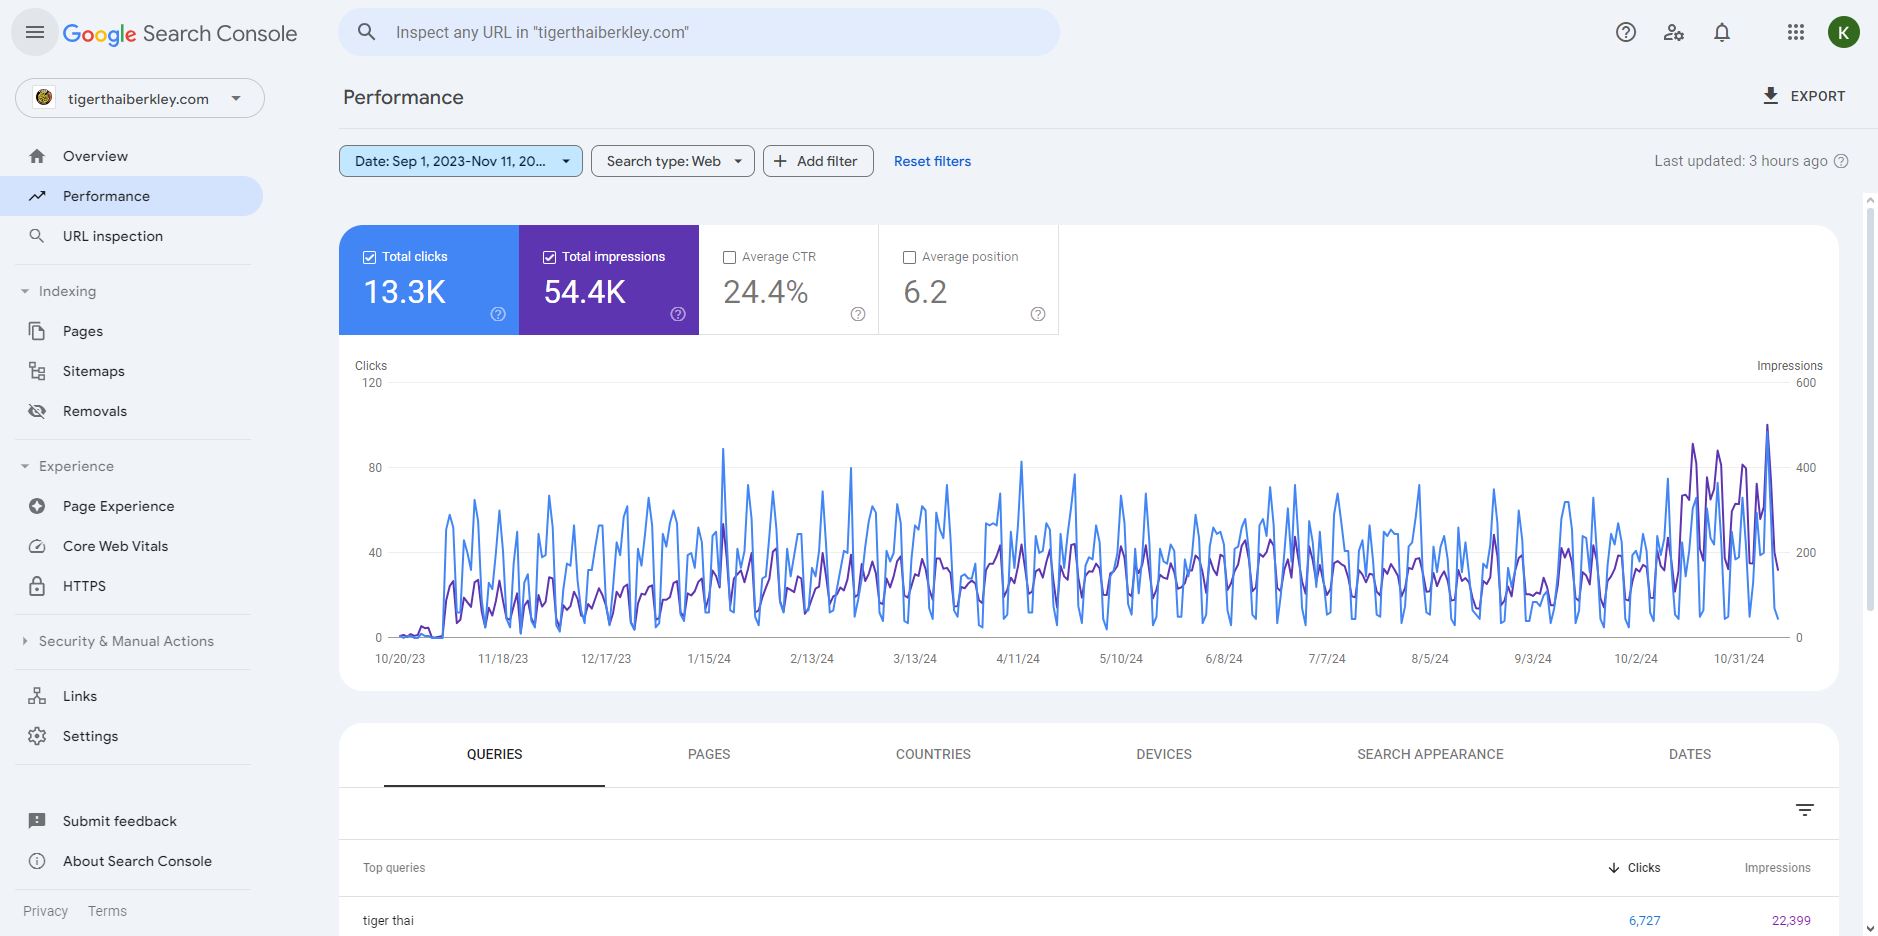 Google Search Console
Inspect any URL in "tigerthaiberkley.com"
K
tigerthaiberkley.com
Performance
EXPORT
Overview
Performance
URL inspection
Indexing
Pages
Sitemaps
Removals
Experience
Page Experience
Core Web Vitals
HTTPS
Security & Manual Actions
Links
Settings
Submit feedback
About Search Console
Privacy Terms
Date: Sep 1, 2023-Nov 11, 20...
Search type: Web
Add filter
Reset filters
Last updated: 3 hours ago
Total clicks
13.3K
Total impressions
54.4K
Average CTR
24.4%
Average position
6.2
Clicks
Impressions
120
600
80
400
40
200
0
0
10/20/23 11/18/23 12/17/23 1/15/24 2/13/24 3/13/24 4/11/24 5/10/24 6/8/24 7/7/24 8/5/24 9/3/24 10/2/24 10/31/24
QUERIES PAGES COUNTRIES DEVICES SEARCH APPEARANCE DATES
Top queries Clicks Impressions
tiger thai 6,727 22,399